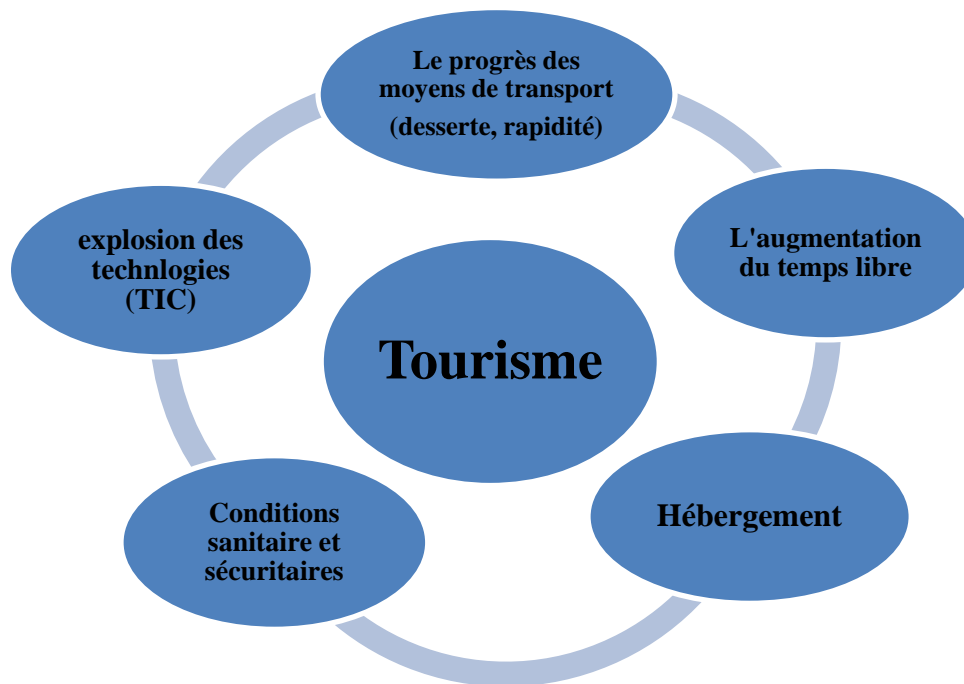 Le progrès des
moyens de transport
(desserte, rapidité)
L'augmentation
du temps libre
Hébergement
Conditions
sanitaire et
sécuritaires
explosion des
technlogies
(TIC)
Tourisme